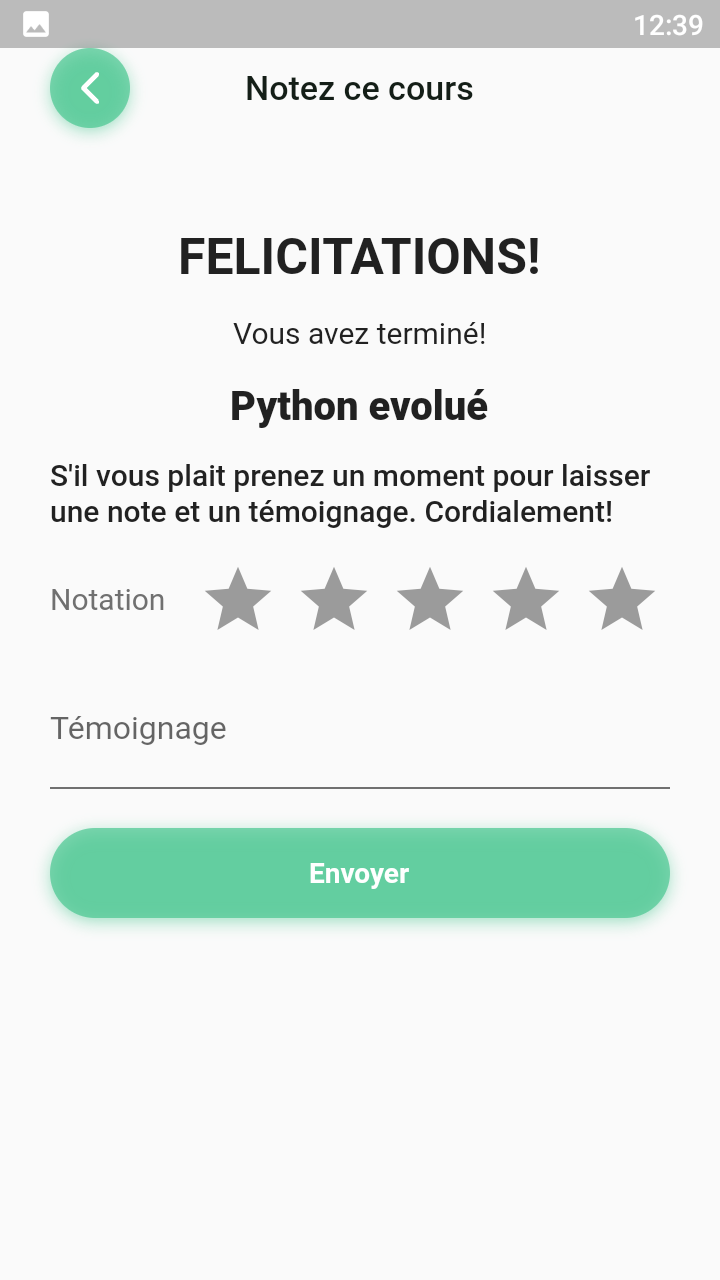 12:39
Notez ce cours
FELICITATIONS!
Vous avez terminé!
Python evolué
S'il vous plait prenez un moment pour laisser
une note et un témoignage. Cordialement!
Notation
Témoignage
Envoyer